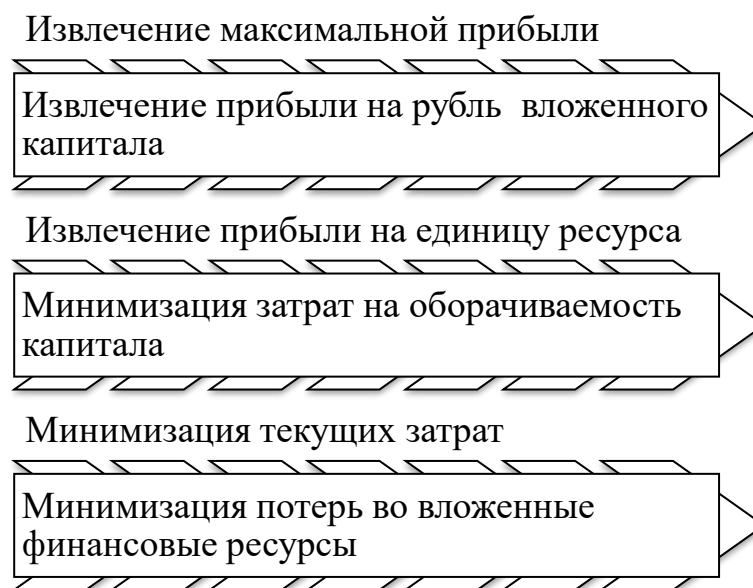 Извлечение максимальной прибыли
Извлечение прибыли на рубль вложенного
капитала
Извлечение прибыли на единицу ресурса
Минимизация затрат на оборачиваемость
капитала
Минимизация текущих затрат
Минимизация потерь во вложенные
финансовые ресурсы